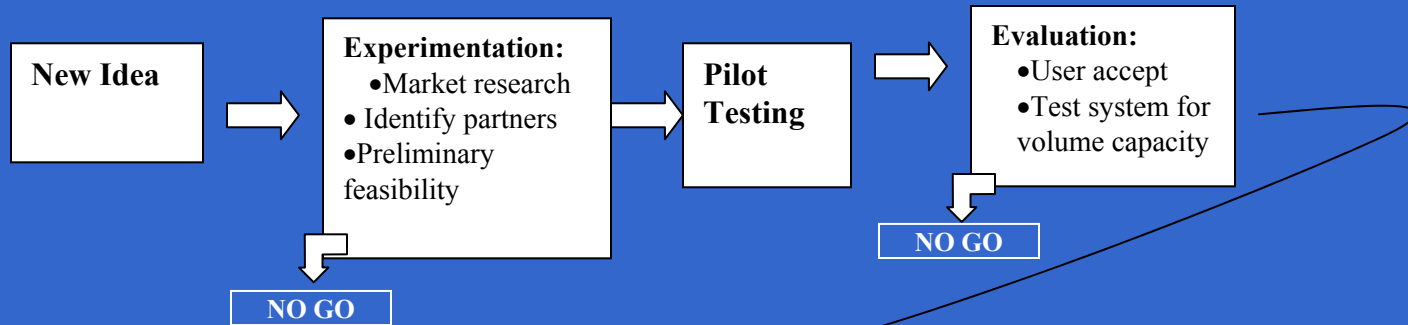 New Idea
Experimentation:
•Market research
• Identify partners
•Preliminary
feasibility
NO GO
Pilot
Testing
Evaluation:
•User accept
•Test system for
volume capacity
NO GO